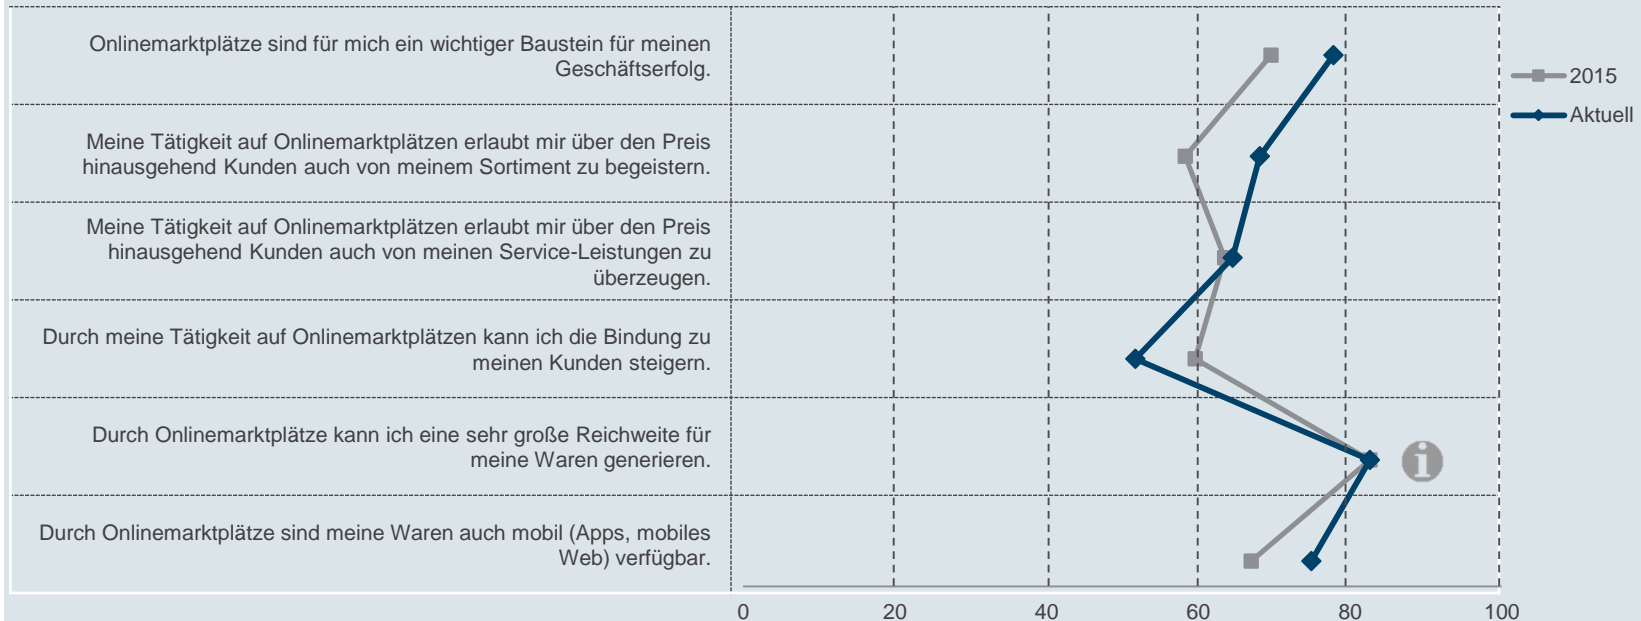 Onlinemarktplätze sind für mich ein wichtiger Baustein für meinen
Geschäftserfolg.
Meine Tätigkeit auf Onlinemarktplätzen erlaubt mir über den Preis
hinausgehend Kunden auch von meinem Sortiment zu begeistern.
Meine Tätigkeit auf Onlinemarktplätzen erlaubt mir über den Preis
hinausgehend Kunden auch von meinen Service-Leistungen zu
überzeugen.
Durch meine Tätigkeit auf Onlinemarktplätzen kann ich die Bindung zu
meinen Kunden steigern.
Durch Onlinemarktplätze kann ich eine sehr große Reichweite für
meine Waren generieren.
Durch Onlinemarktplätze sind meine Waren auch mobil (Apps, mobiles
Web) verfügbar.
2015
Aktuell
i
0 20 40 60 80 100